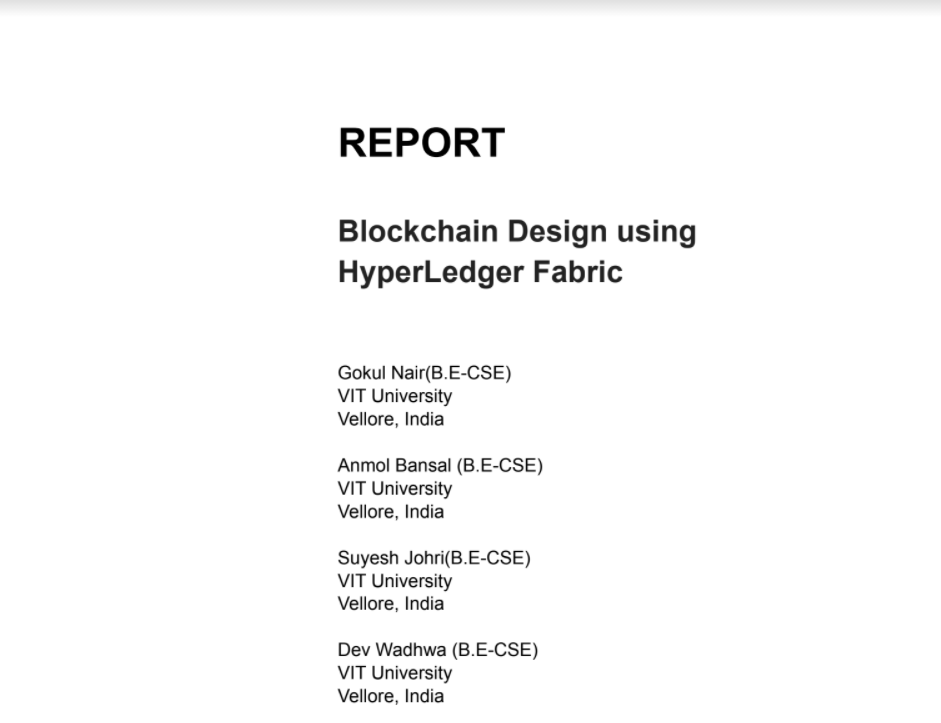 REPORT
Blockchain Design using
HyperLedger Fabric
Gokul Nair(B.E-CSE)
VIT University
Vellore, India
Anmol Bansal (B.E-CSE)
VIT University
Vellore, India
Suyesh Johri(B.E-CSE)
VIT University
Vellore, India
Dev Wadhwa (B.E-CSE)
VIT University
Vellore, India